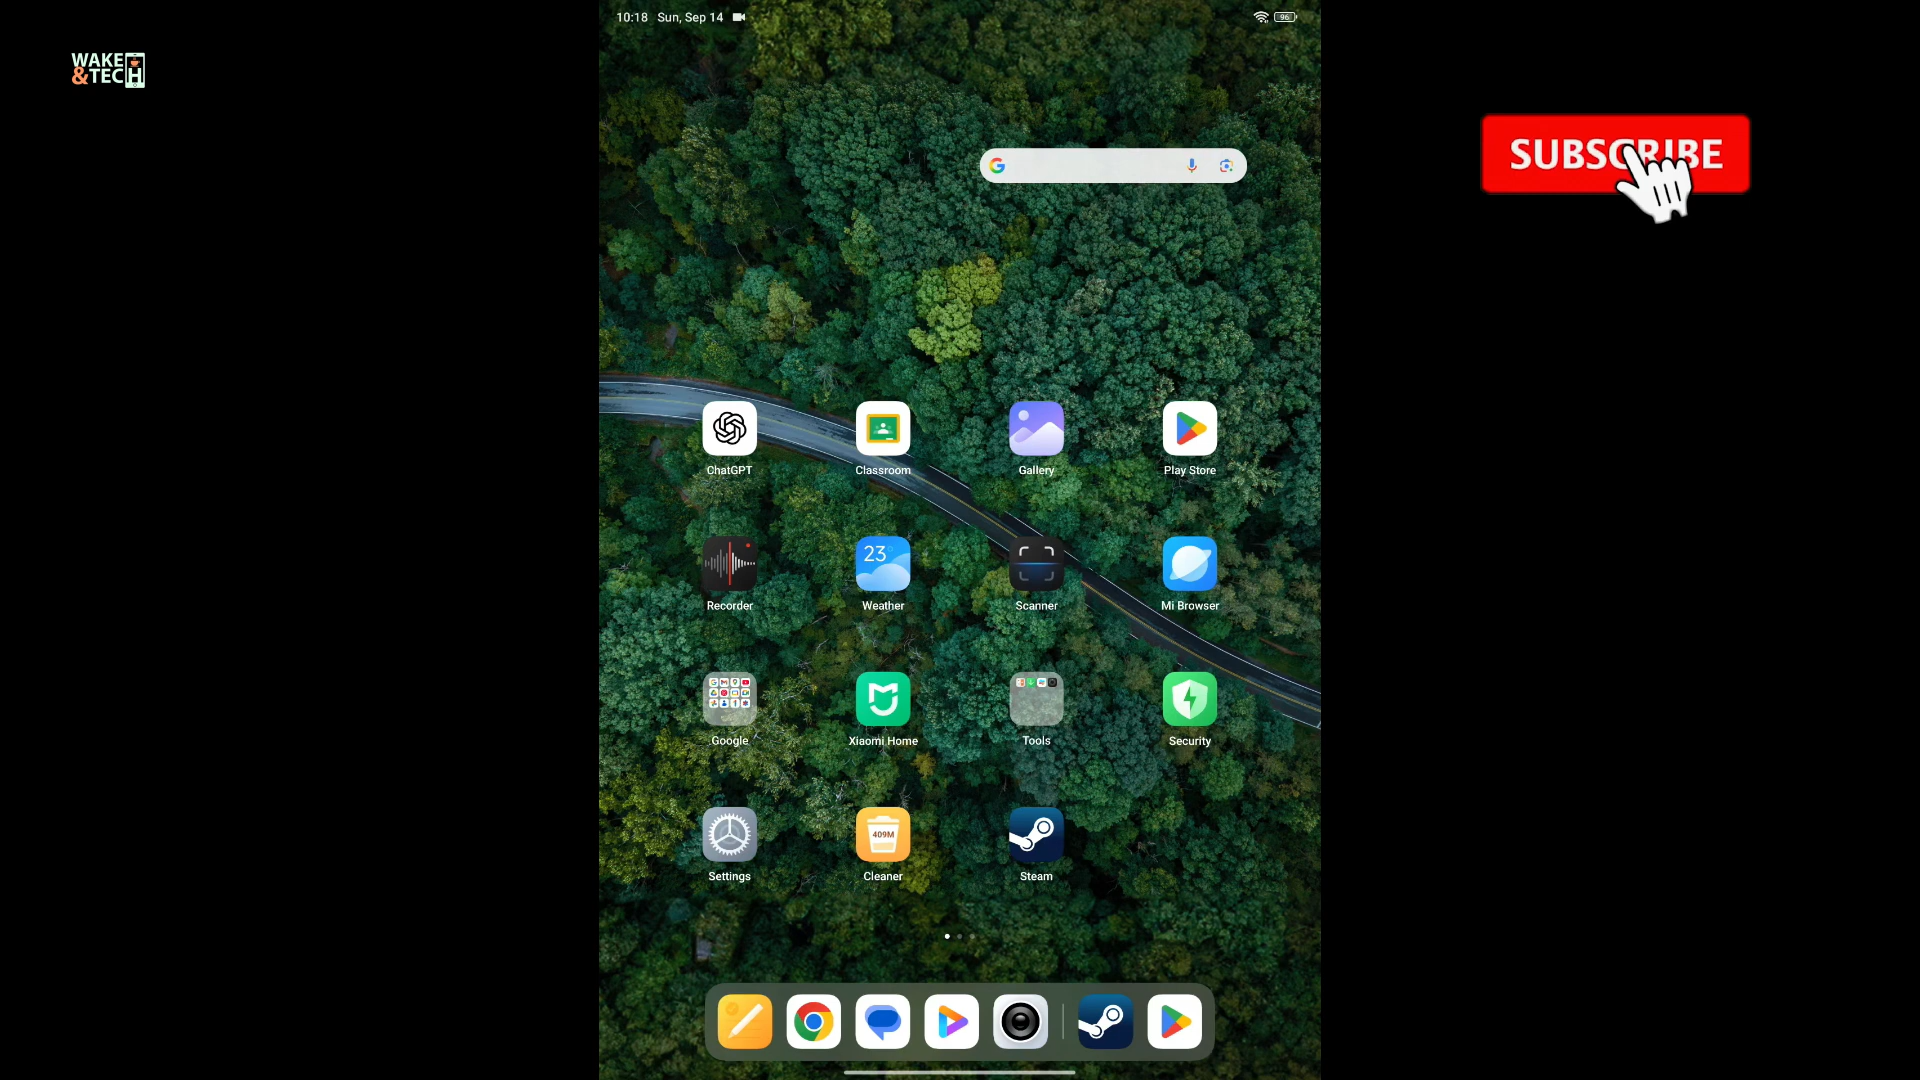 10:18 Sun, Sep 14
96
WAKE
&TECH
SUBSCRIBE
ChatGPT
Classroom
Gallery
Play Store
23°
Recorder
Weather
Scanner
Mi Browser
Google
Xiaomi Home
Tools
Security
409M
Settings
Cleaner
Steam